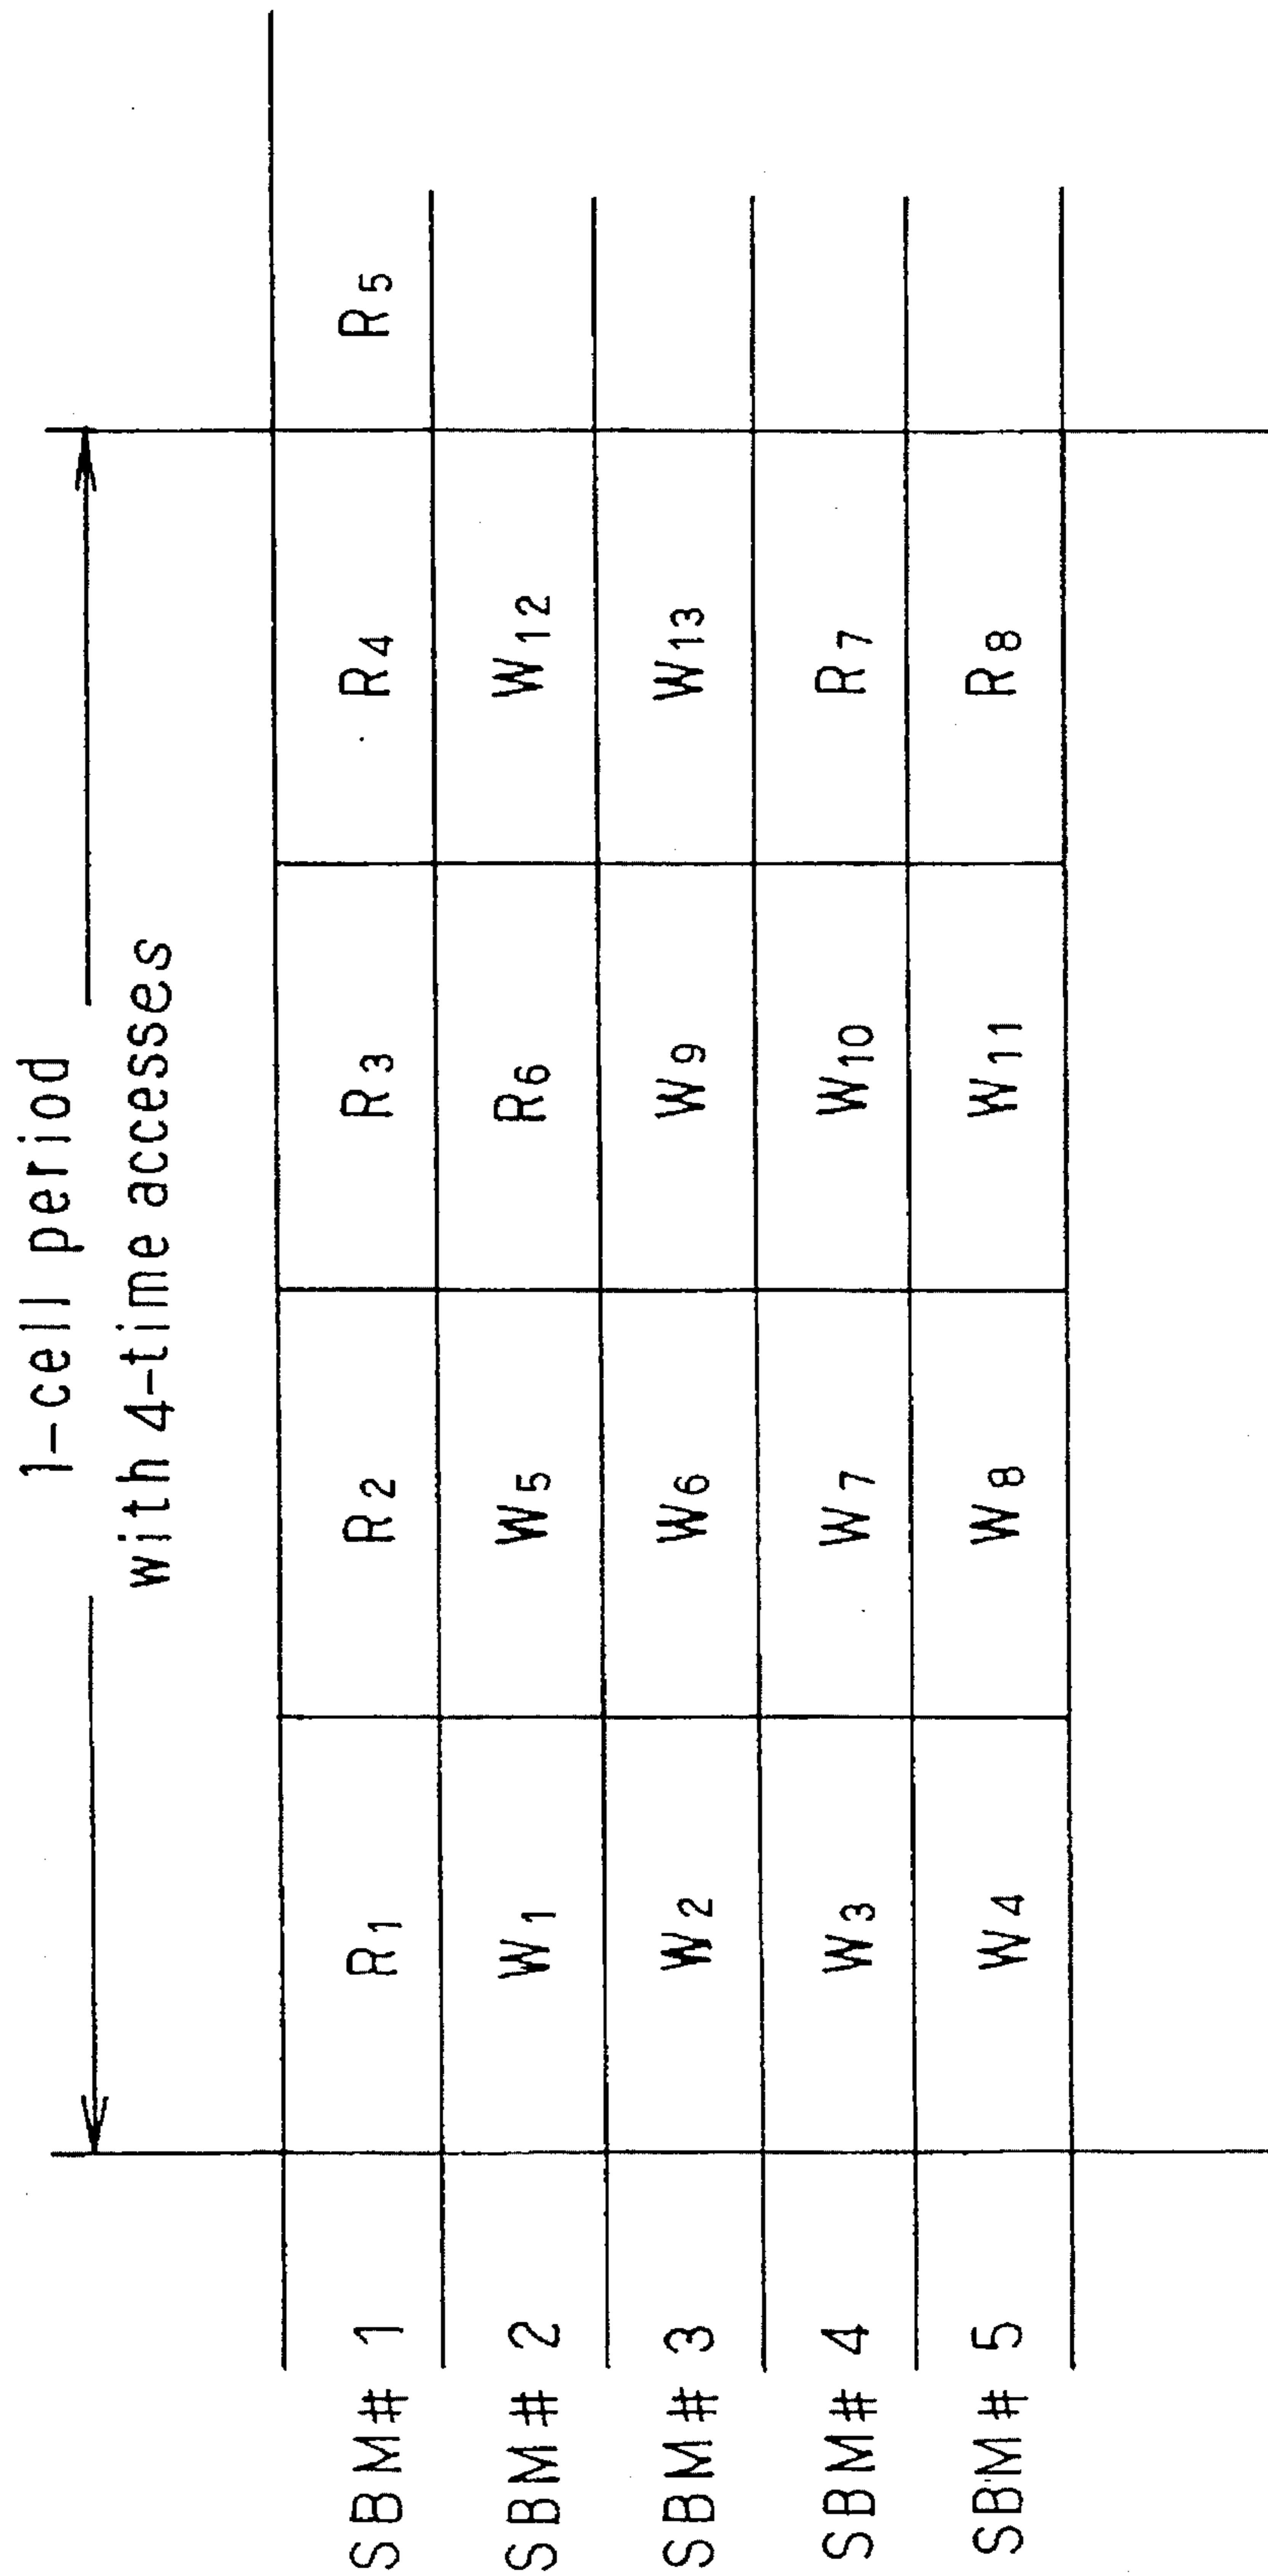 1-cell period
with 4-time accesses
SBM# 1 R1 R2 R3 R4 R5
SBM# 2 W1 W5 R6 W12
SBM# 3 W2 W6 W9 W13
SBM# 4 W3 W7 W10 R7
SBM# 5 W4 W8 W11 R8